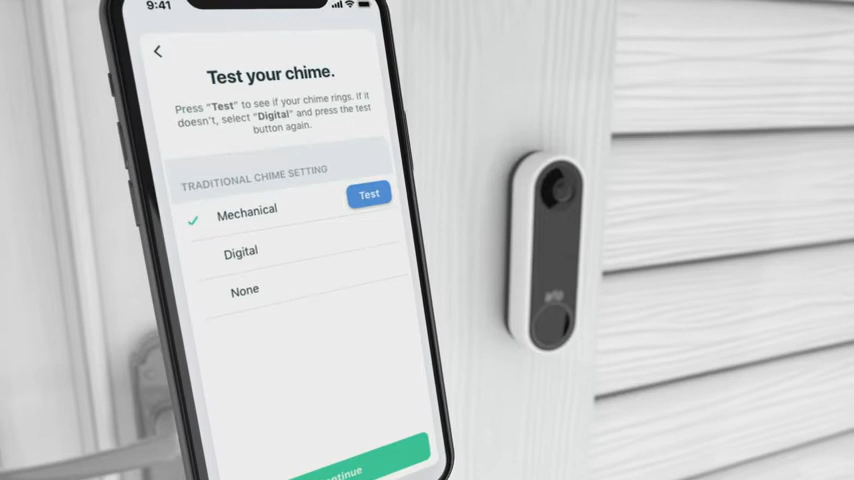 9:41
Test your chime.
Press "Test" to see if your chime rings. If it
doesn't, select "Digital" and press the test
button again.
TRADITIONAL CHIME SETTING
Mechanical
Test
Digital
None
ontinue